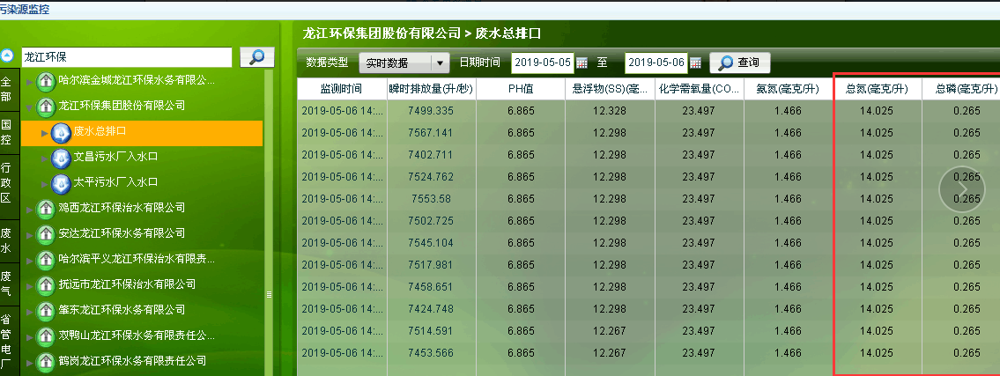 污染源监控
龙江环保
全部
国控
行政区
废水
废气
省管电厂
哈尔滨金城龙江环保水务有限公...
龙江环保集团股份有限公司
废水总排口
文昌污水厂入水口
太平污水厂入水口
鸡西龙江环保治水有限公司
安达龙江环保水务有限公司
哈尔滨平义龙江环保治水有限责...
抚远市龙江环保治水有限公司
肇东龙江环保水务有限公司
双鸭山龙江环保水务有限责任公...
鹤岗龙江环保水务有限责任公司
龙江环保集团股份有限公司 > 废水总排口
数据类型 实时数据 日期时间 2019-05-05 至 2019-05-06 查询
监测时间 瞬时排放量(升/秒) PH值 悬浮物(SS)(毫... 化学需氧量(CO... 氨氮(毫克/升) 总氮(毫克/升) 总磷(毫克/升)
2019-05-06 14:... 7499.335 6.865 12.328 23.497 1.466 14.025 0.265
2019-05-06 14:... 7567.141 6.865 12.298 23.497 1.466 14.025 0.265
2019-05-06 14:... 7402.711 6.865 12.298 23.497 1.466 14.025 0.265
2019-05-06 14:... 7524.762 6.865 12.298 23.497 1.466 14.025 0.265
2019-05-06 14:... 7553.58 6.865 12.298 23.497 1.466 14.025 0.265
2019-05-06 14:... 7502.725 6.865 12.298 23.497 1.466 14.025 0.265
2019-05-06 14:... 7545.104 6.865 12.298 23.497 1.466 14.025 0.265
2019-05-06 14:... 7517.981 6.865 12.298 23.497 1.466 14.025 0.265
2019-05-06 14:... 7458.651 6.865 12.298 23.497 1.466 14.025 0.265
2019-05-06 14:... 7424.748 6.865 12.298 23.497 1.466 14.025 0.265
2019-05-06 14:... 7514.591 6.865 12.267 23.497 1.466 14.025 0.265
2019-05-06 14:... 7453.566 6.865 12.267 23.497 1.466 14.025 0.265